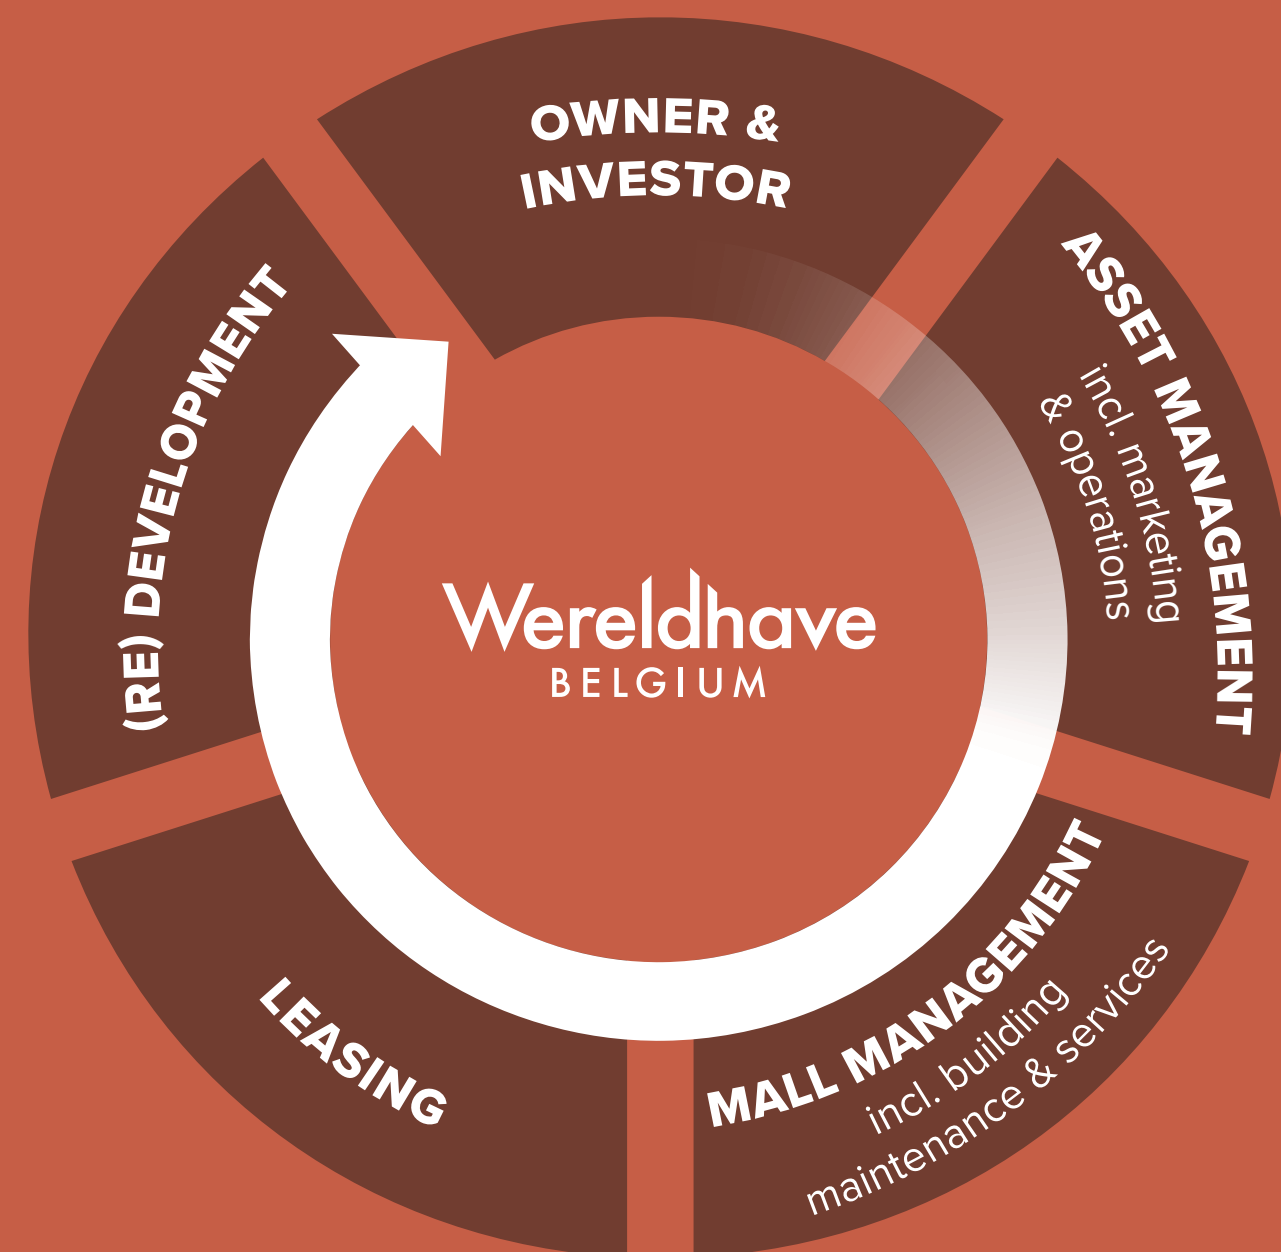 OWNER &
INVESTOR
ASSET MANAGEMENT
incl. marketing
& operations
MALL MANAGEMENT
incl. building
maintenance & services
LEASING
(RE) DEVELOPMENT
Wereldhave
BELGIUM